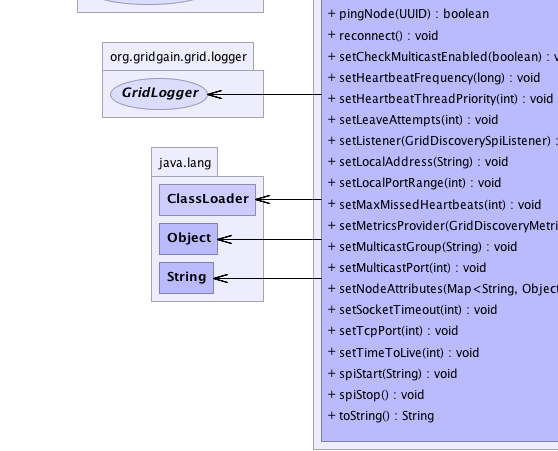 org.gridgain.grid.logger
GridLogger
java.lang
ClassLoader
Object
String
+ pingNode(UUID) : boolean
+ reconnect() : void
+ setCheckMulticastEnabled(boolean) : v
+ setHeartbeatFrequency(long) : void
+ setHeartbeatThreadPriority(int) : void
+ setLeaveAttempts(int) : void
+ setListener(GridDiscoverySpiListener) :
+ setLocalAddress(String) : void
+ setLocalPortRange(int) : void
+ setMaxMissedHeartbeats(int) : void
+ setMetricsProvider(GridDiscoveryMetri
+ setMulticastGroup(String) : void
+ setMulticastPort(int) : void
+ setNodeAttributes(Map<String, Object
+ setSocketTimeout(int) : void
+ setTcpPort(int) : void
+ setTimeToLive(int) : void
+ spiStart(String) : void
+ spiStop() : void
+ toString() : String